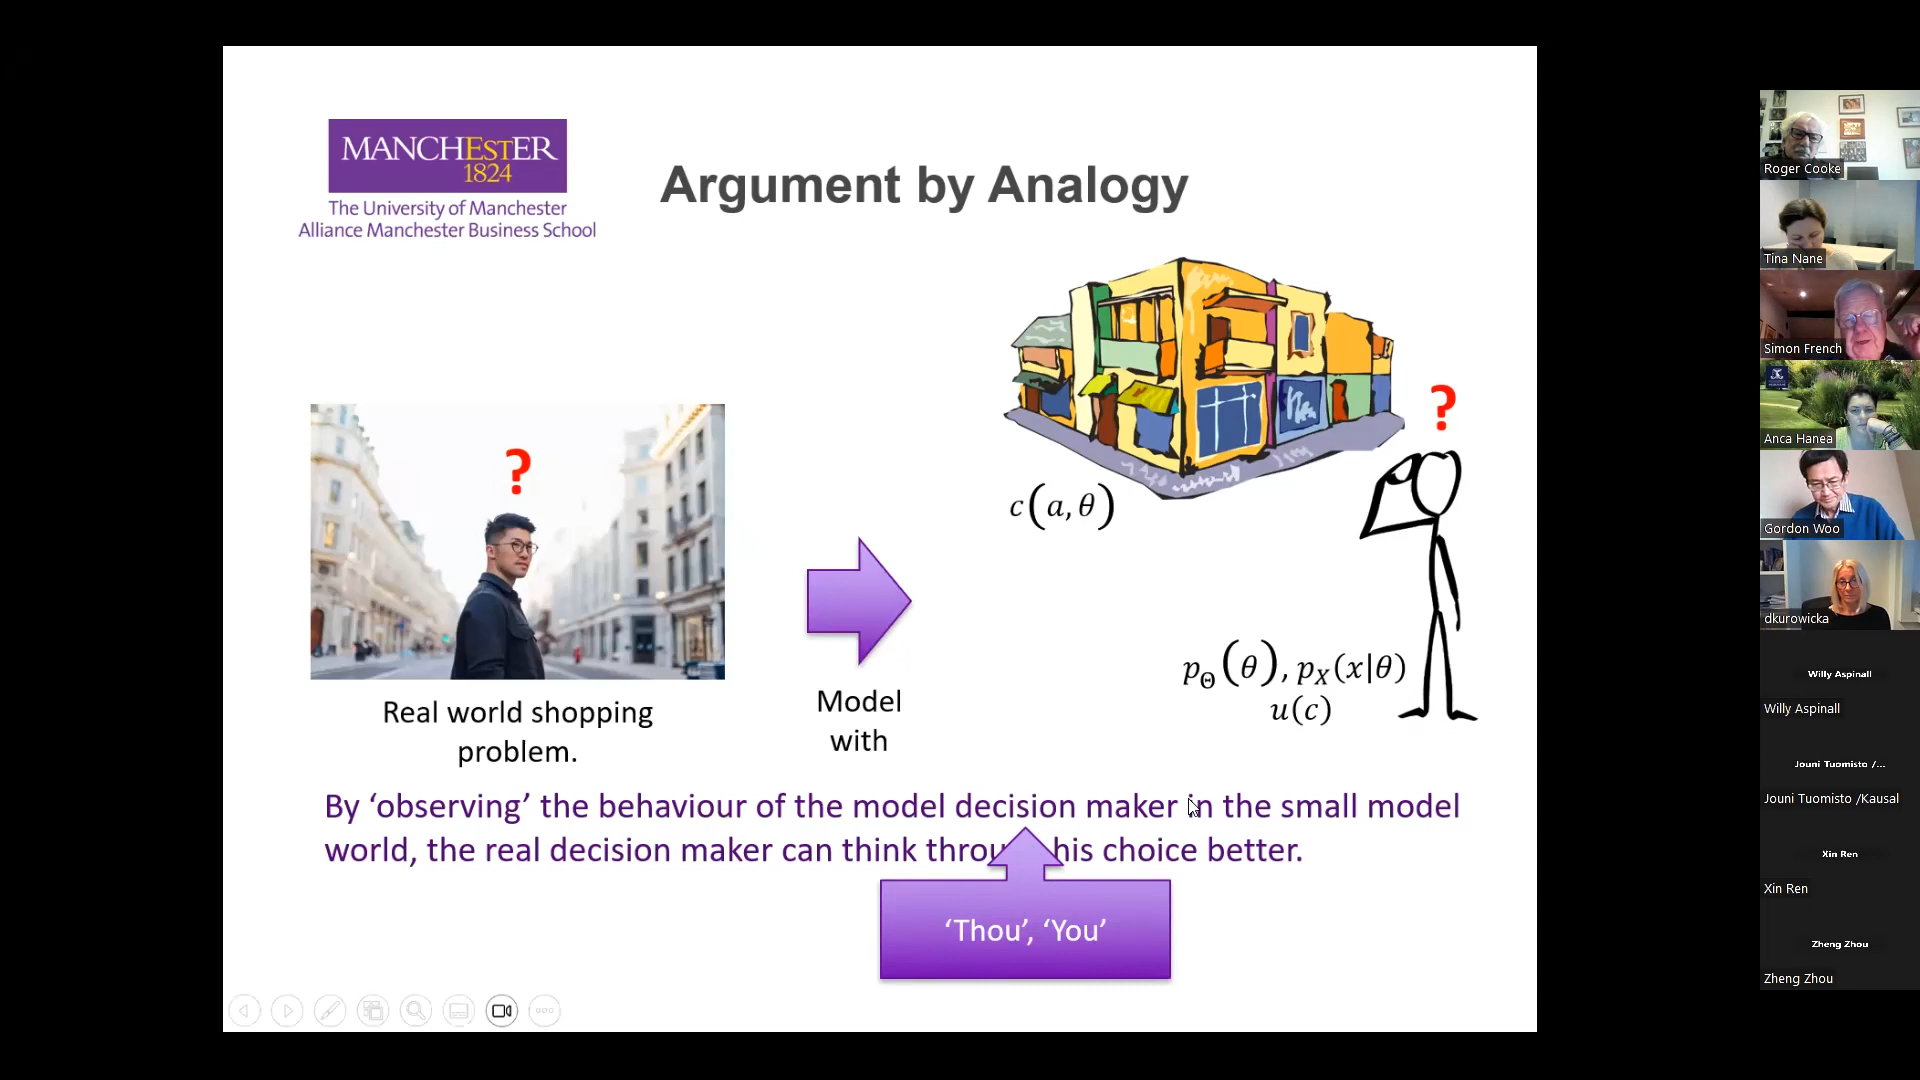 MANCHESTER
1824
The University of Manchester
Alliance Manchester Business School
Argument by Analogy
?
?
c(a,θ)
p_Θ(θ), p_X(x|θ)
u(c)
Real world shopping
problem.
Model
with
By ‘observing’ the behaviour of the model decision maker in the small model
world, the real decision maker can think throu his choice better.
‘Thou’, ‘You’
Roger Cooke
Tina Nane
Simon French
Anca Hanea
Gordon Woo
dkurowicka
Willy Aspinall
Willy Aspinall
Jouni Tuomisto /...
Jouni Tuomisto /Kausal
Xin Ren
Xin Ren
Zheng Zhou
Zheng Zhou